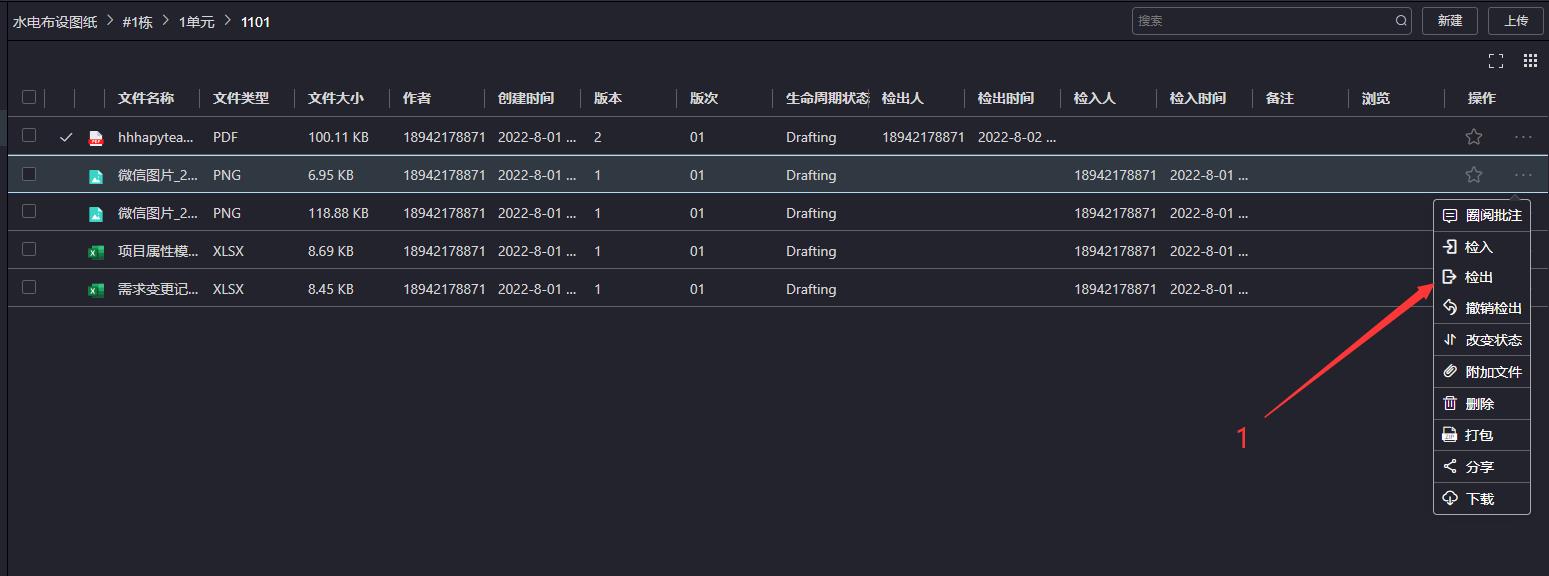 水电布设图纸 > #1栋 > 1单元 > 1101 搜索 新建 上传
文件名称 文件类型 文件大小 作者 创建时间 版本 版次 生命周期状态 检出人 检出时间 检入人 检入时间 备注 浏览 操作
hhhapytea... PDF 100.11 KB 18942178871 2022-8-01 ... 2 01 Drafting 18942178871 2022-8-02 ... ...
微信图片_2... PNG 6.95 KB 18942178871 2022-8-01 ... 1 01 Drafting 18942178871 2022-8-01 ... ...
微信图片_2... PNG 118.88 KB 18942178871 2022-8-01 ... 1 01 Drafting 18942178871 2022-8-01 ...
项目属性模... XLSX 8.69 KB 18942178871 2022-8-01 ... 1 01 Drafting 18942178871 2022-8-01 ...
需求变更记... XLSX 8.45 KB 18942178871 2022-8-01 ... 1 01 Drafting 18942178871 2022-8-01 ...
圈阅批注
检入
检出
撤销检出
改变状态
附加文件
删除
打包
分享
下载
1